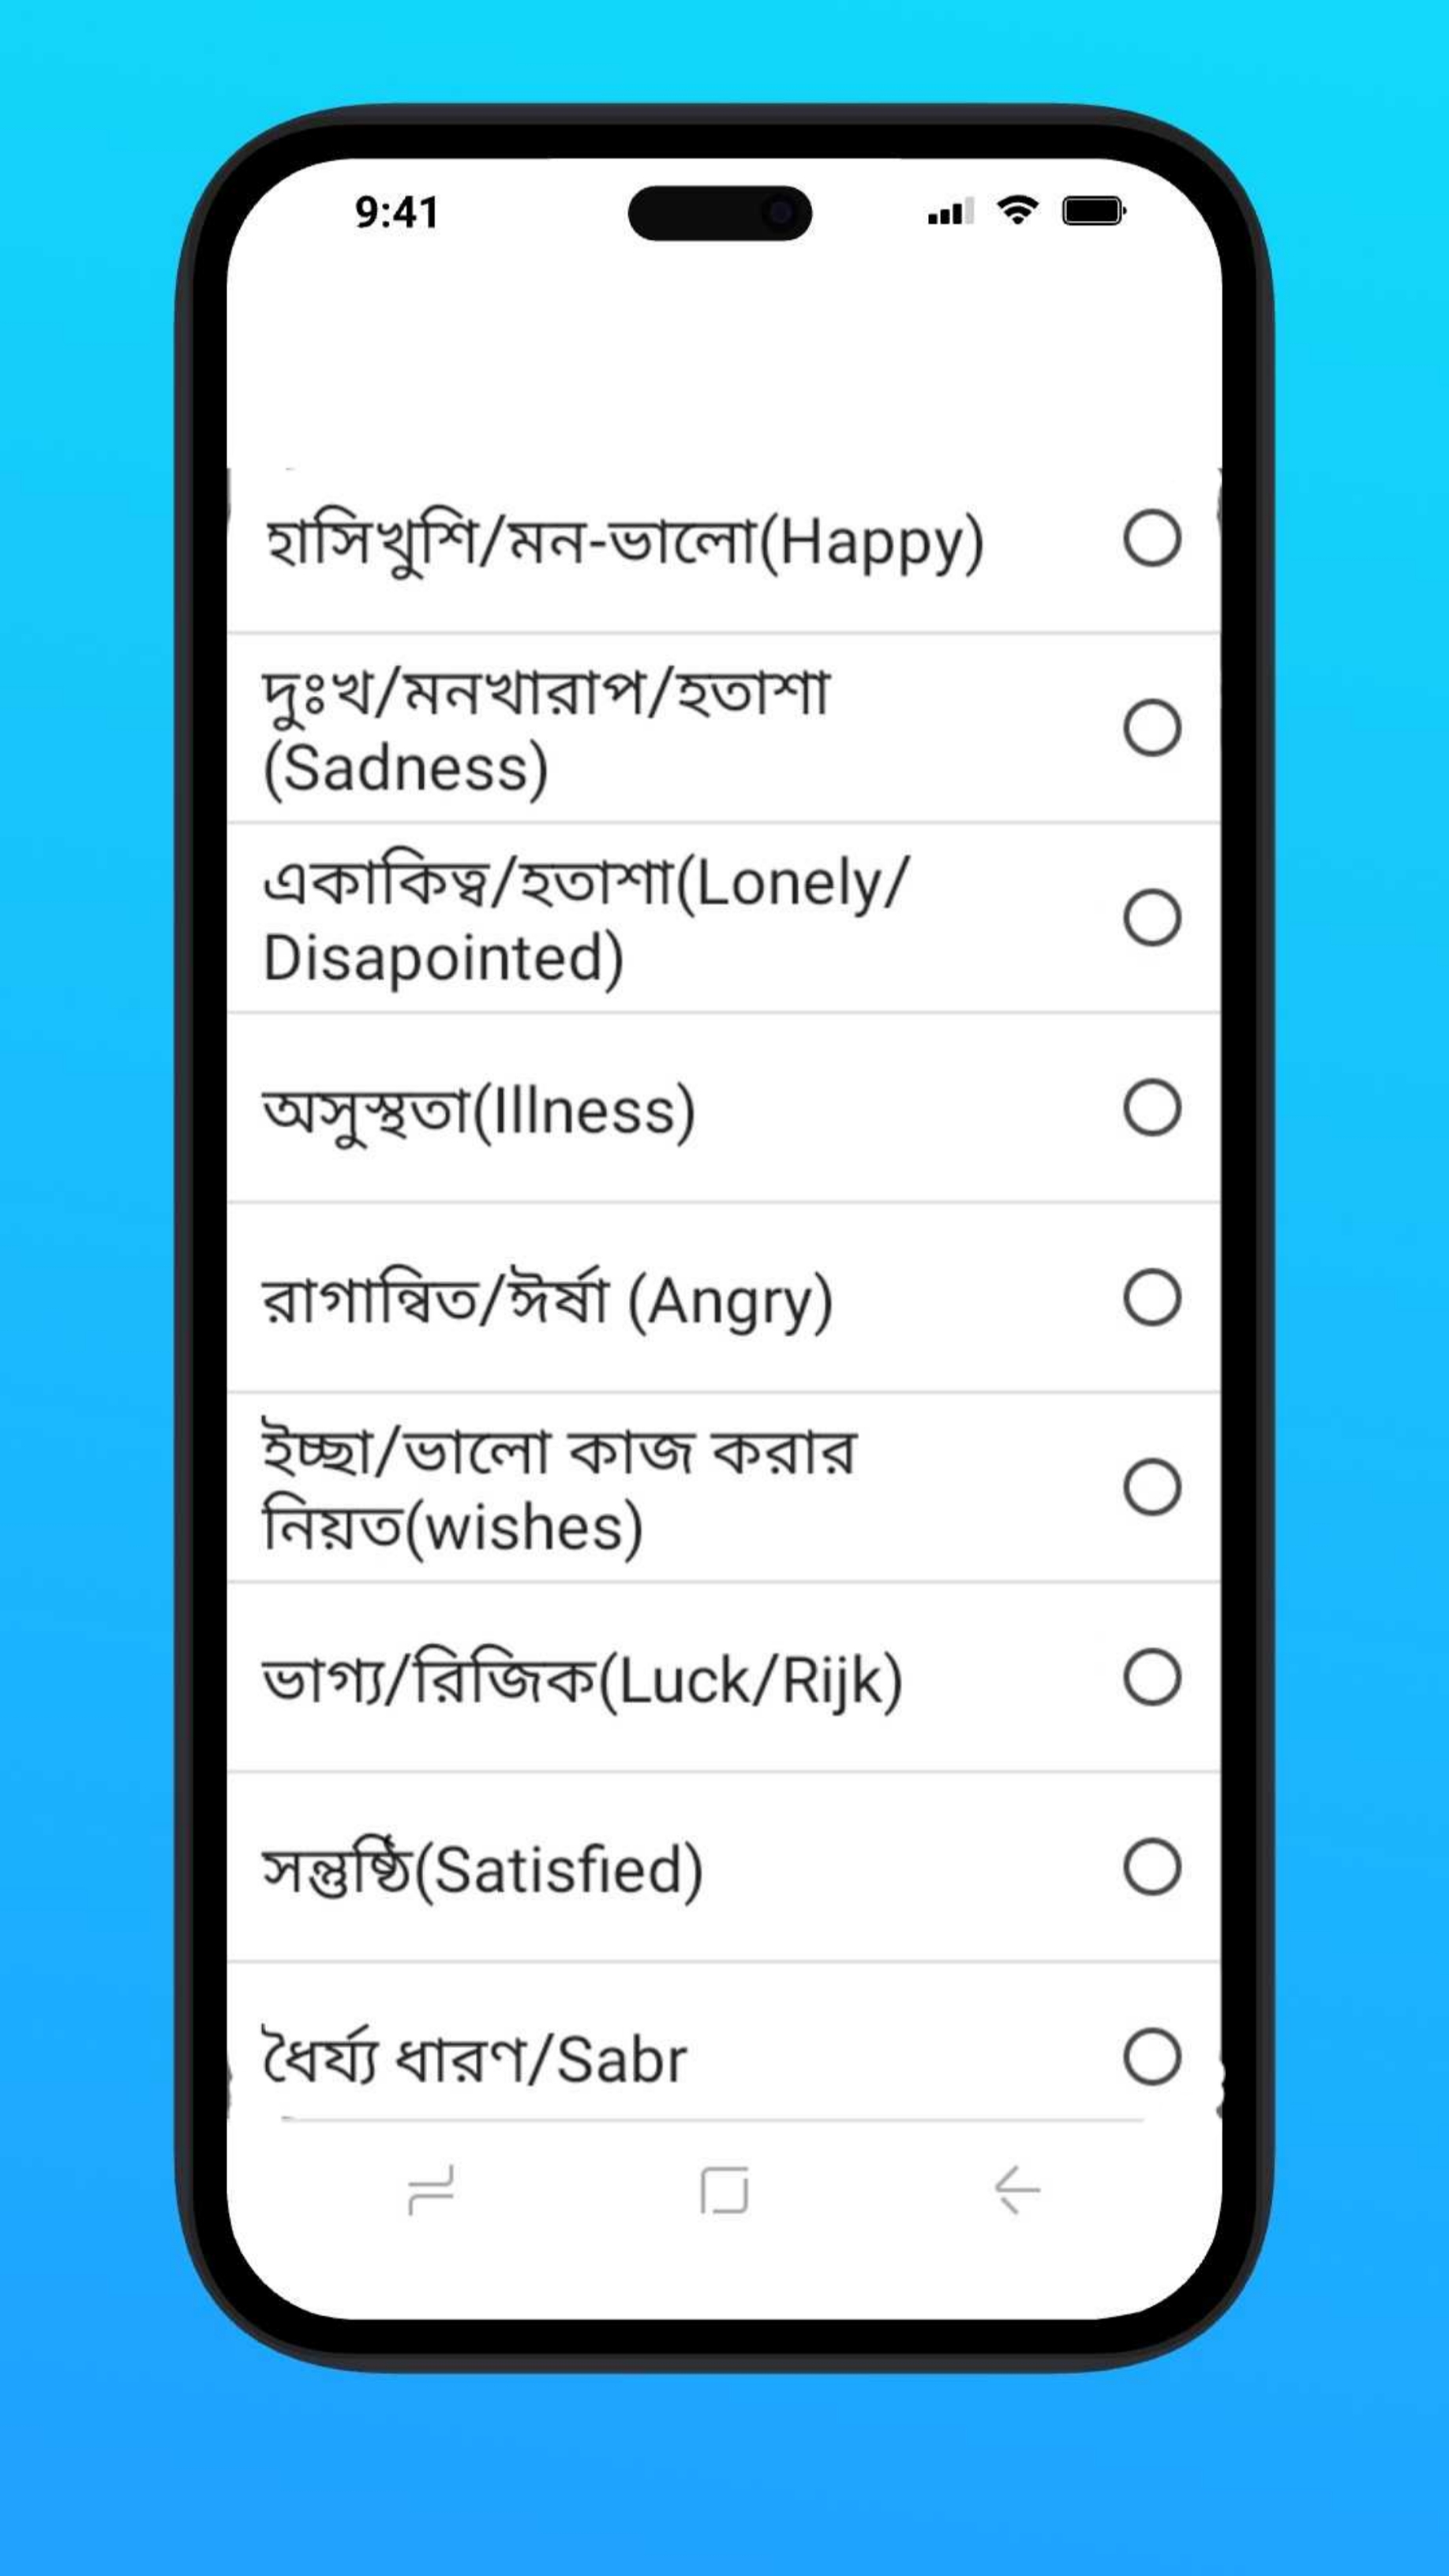 9:41
হাসিখুশি/মন-ভালো(Happy)
দুঃখ/মনখারাপ/হতাশা
(Sadness)
একাকিত্ব/হতাশা(Lonely/
Disapointed)
অসুস্থতা(Illness)
রাগান্বিত/ঈর্ষা (Angry)
ইচ্ছা/ভালো কাজ করার
নিয়ত(wishes)
ভাগ্য/রিজিক(Luck/Rijk)
সন্তুষ্ঠি(Satisfied)
ধৈর্য্য ধারণ/Sabr